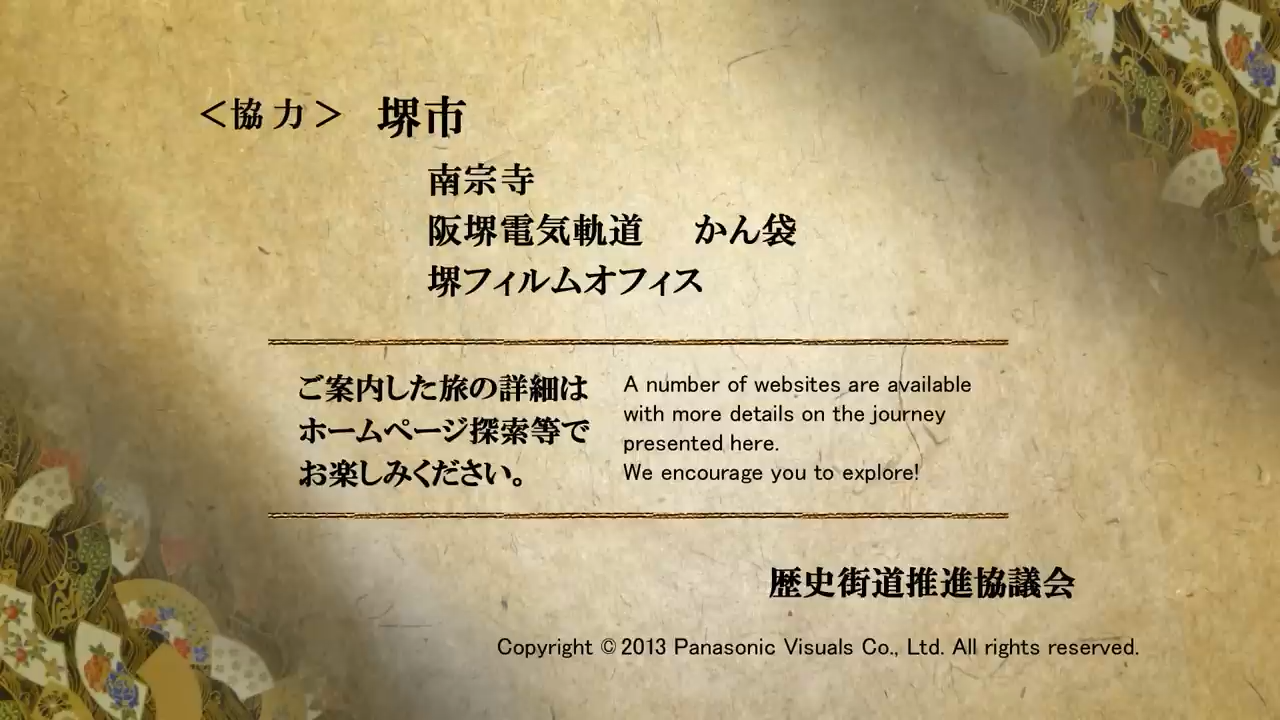 ＜協力＞ 堺市
南宗寺
阪堺電気軌道 かん袋
堺フィルムオフィス
ご案内した旅の詳細は
ホームページ探索等で
お楽しみください。
A number of websites are available
with more details on the journey
presented here.
We encourage you to explore!
歴史街道推進協議会
Copyright ©2013 Panasonic Visuals Co., Ltd. All rights reserved.